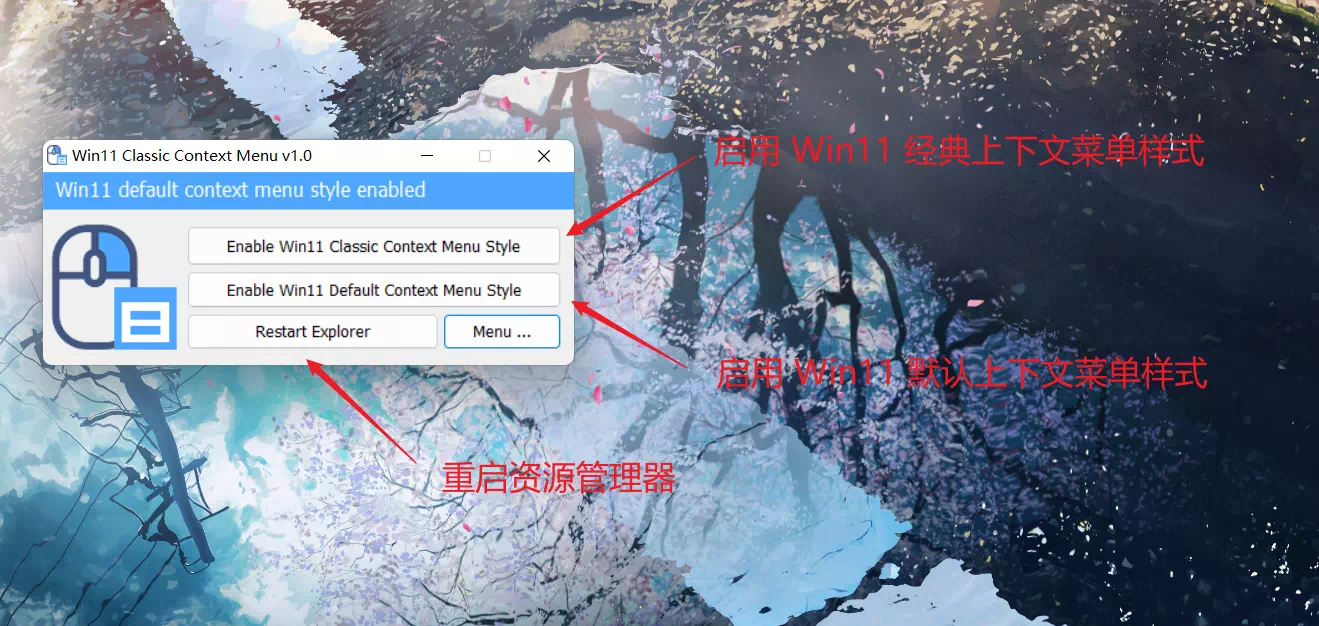 Win11 Classic Context Menu v1.0
启用 Win11 经典上下文菜单样式
Win11 default context menu style enabled
Enable Win11 Classic Context Menu Style
Enable Win11 Default Context Menu Style
Restart Explorer
Menu ...
启用 Win11 默认上下文菜单样式
重启资源管理器